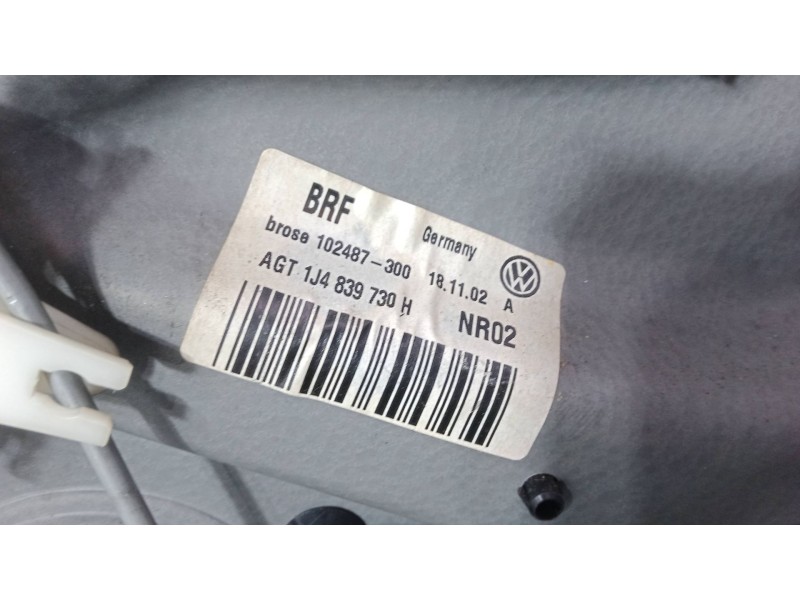 BRF Germany
brose 102487-300 18.11.02 A
AGT 1J4 839 730 H NR02